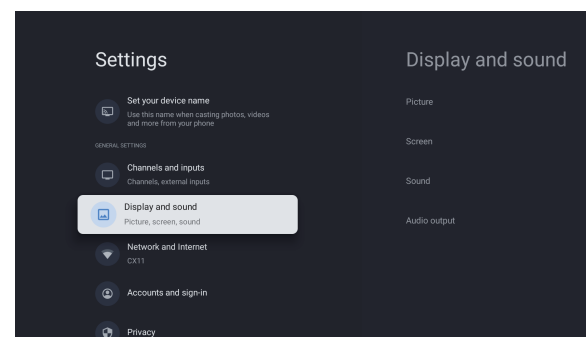 Settings
Set your device name
Use this name when casting photos, videos
and more from your phone
GENERAL SETTINGS
Channels and inputs
Channels, external inputs
Display and sound
Picture, screen, sound
Network and Internet
CX11
Accounts and sign-in
Privacy
Display and sound
Picture
Screen
Sound
Audio output